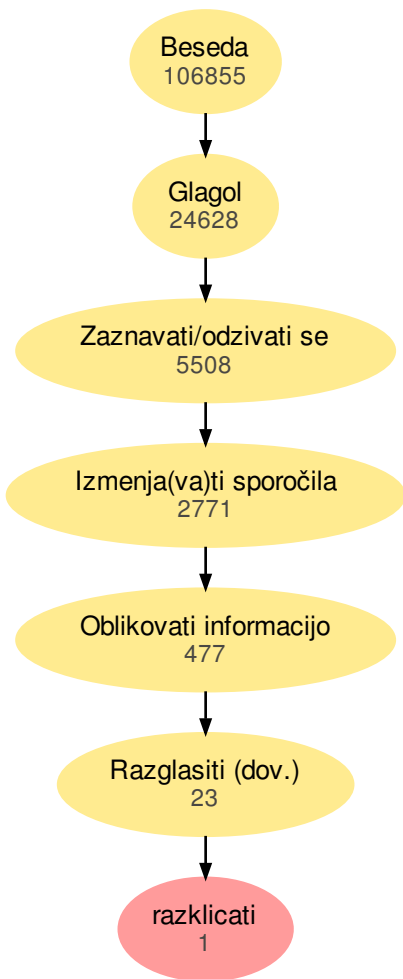 Beseda
106855
Glagol
24628
Zaznavati/odzivati se
5508
Izmenja(va)ti sporočila
2771
Oblikovati informacijo
477
Razglasiti (dov.)
23
razklicati
1